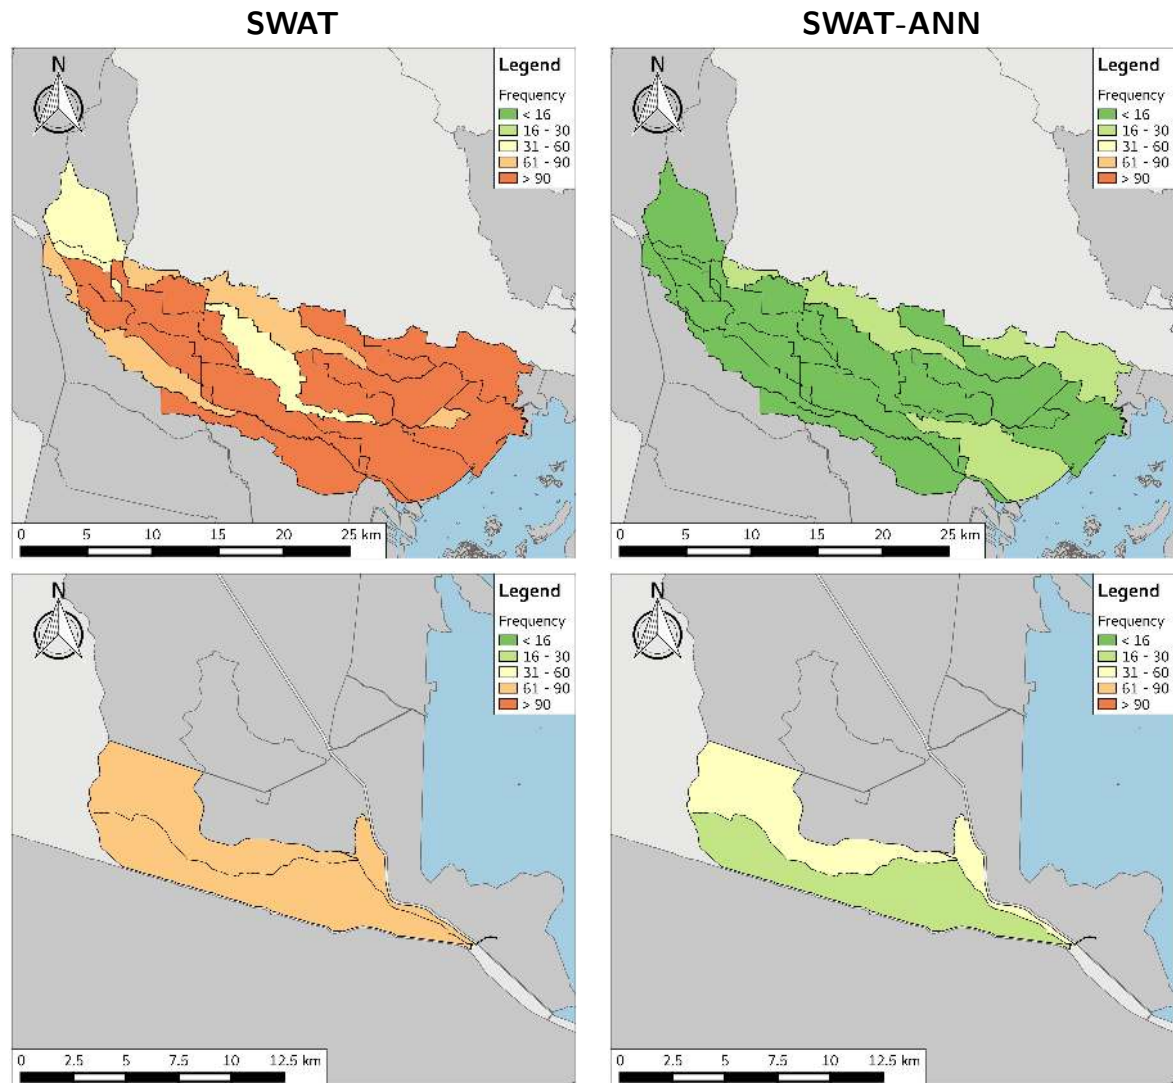 SWAT
SWAT-ANN
N
Legend
Frequency
< 16
16 - 30
31 - 60
61 - 90
> 90
0 5 10 15 20 25 km
N
Legend
Frequency
< 16
16 - 30
31 - 60
61 - 90
> 90
0 5 10 15 20 25 km
N
Legend
Frequency
< 16
16 - 30
31 - 60
61 - 90
> 90
0 2.5 5 7.5 10 12.5 km
N
Legend
Frequency
< 16
16 - 30
31 - 60
61 - 90
> 90
0 2.5 5 7.5 10 12.5 km